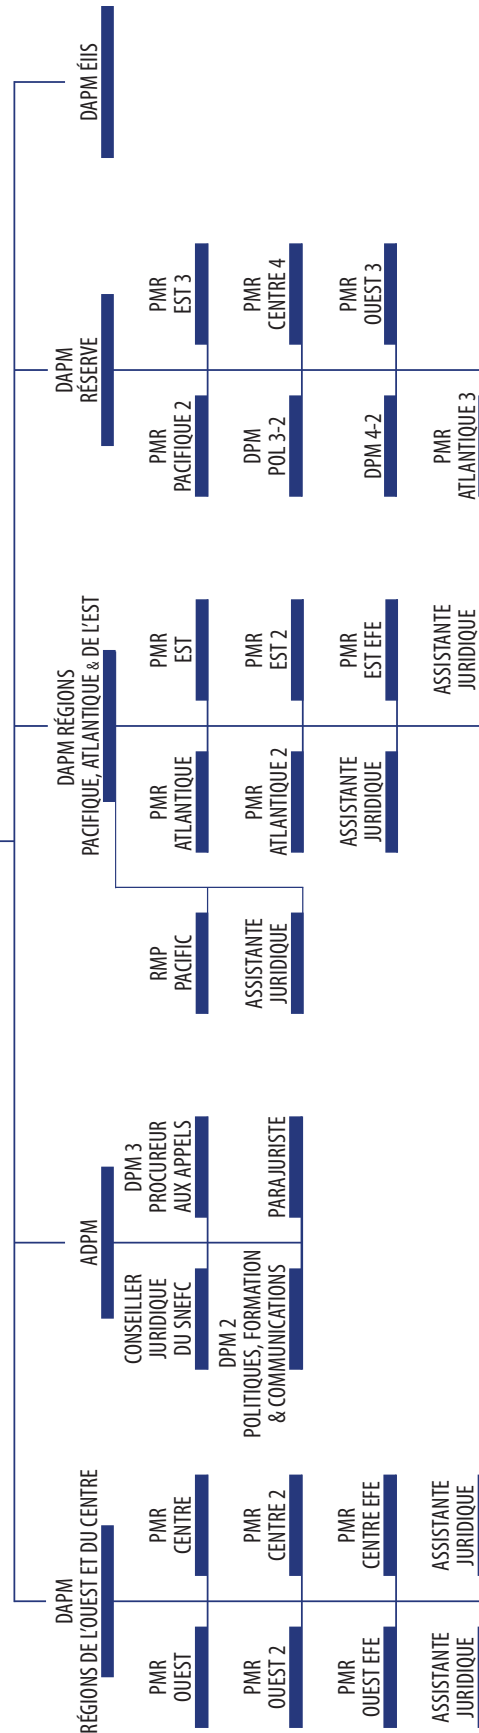 DAPM
RÉGIONS DE L'OUEST ET DU CENTRE
PMR
OUEST
PMR
CENTRE
PMR
OUEST 2
PMR
CENTRE 2
PMR
OUEST EFE
PMR
CENTRE EFE
ASSISTANTE
JURIDIQUE
ASSISTANTE
JURIDIQUE
ADPM
CONSEILLER
JURIDIQUE
DU SNEFC
DPM 3
PROCUREUR
AUX APPELS
DPM 2
POLITIQUES, FORMATION
& COMMUNICATIONS
PARAJURISTE
DAPM RÉGIONS
PACIFIQUE, ATLANTIQUE & DE L'EST
RMP
PACIFIC
ASSISTANTE
JURIDIQUE
PMR
ATLANTIQUE
PMR
EST
PMR
ATLANTIQUE 2
PMR
EST 2
ASSISTANTE
JURIDIQUE
PMR
EST EFE
ASSISTANTE
JURIDIQUE
DAPM
RÉSERVE
PMR
PACIFIQUE 2
PMR
EST 3
DPM
POL 3-2
PMR
CENTRE 4
DPM 4-2
PMR
OUEST 3
PMR
ATLANTIQUE 3
DAPM ÉIIS